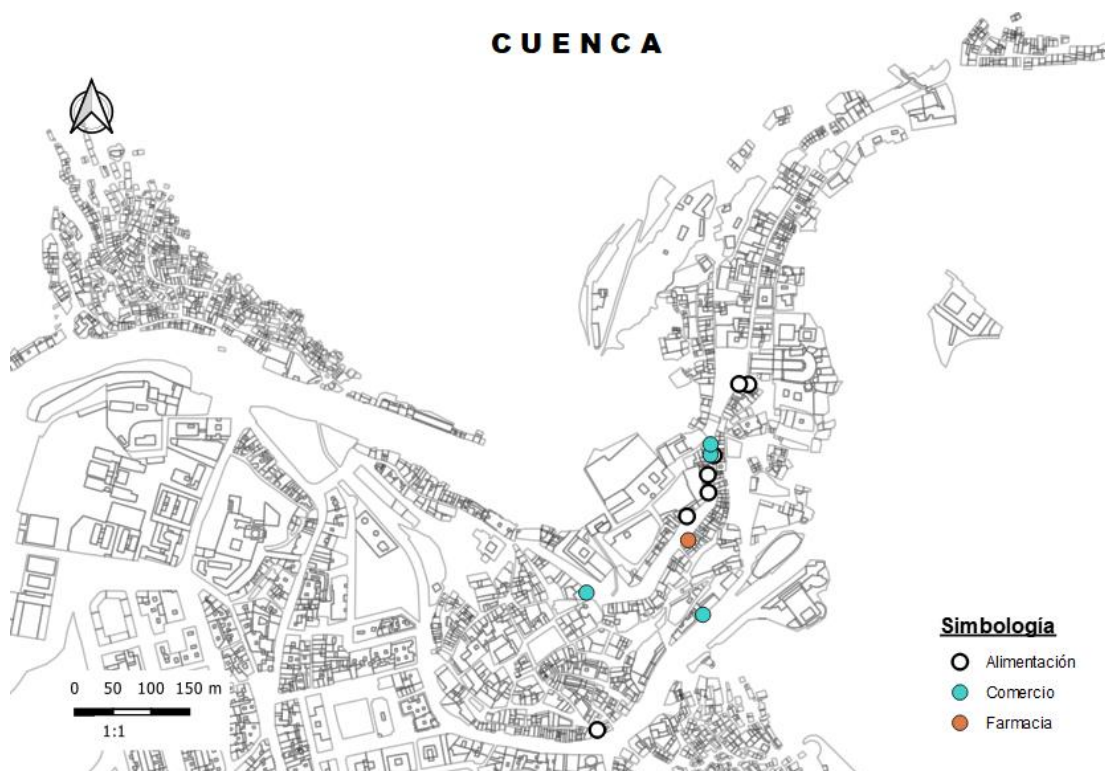 CUENCA
0 50 100 150 m
1:1
Simbología
Alimentación
Comercio
Farmacia